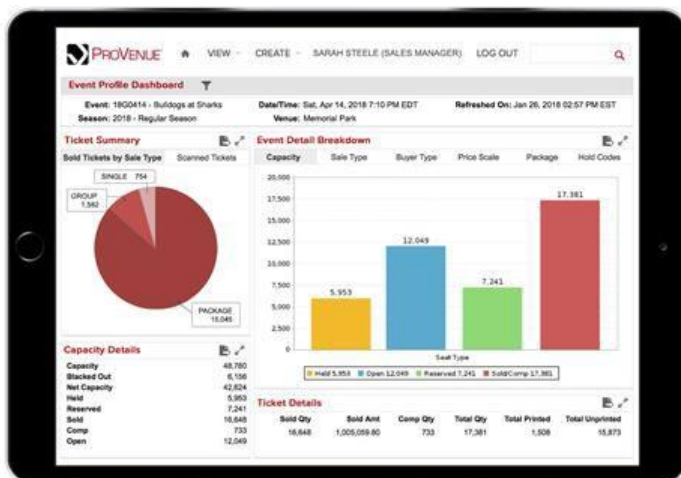 PROVENUE VIEW CREATE SARAH STEELE (SALES MANAGER) LOG OUT
Event Profile Dashboard
Event: 18G0414 - Bulldogs at Sharks Date/Time: Sat, Apr 14, 2018 7:10 PM EDT Refreshed On: Jan 26, 2018 02:57 PM EST
Season: 2018 - Regular Season Venue: Memorial Park
Ticket Summary
Sold Tickets by Sale Type Scanned Tickets
SINGLE 754
GROUP
1,582
PACKAGE
15,045
Event Detail Breakdown
Capacity Sale Type Buyer Type Price Scale Package Hold Codes
20,000
17,500
15,000
12,500
10,000
7,500
5,000
2,500
0
5,953
12,049
7,241
17,381
Seat Type
Held 5,953 Open 12,049 Reserved 7,241 Sold/Comp 17,381
Capacity Details
Capacity 48,780
Blacked Out 6,156
Net Capacity 42,624
Held 5,953
Reserved 7,241
Sold 16,648
Comp 733
Open 12,049
Ticket Details
Sold Qty Sold Amt Comp Qty Total Qty Total Printed Total Unprinted
16,648 1,005,059.80 733 17,381 1,508 15,873